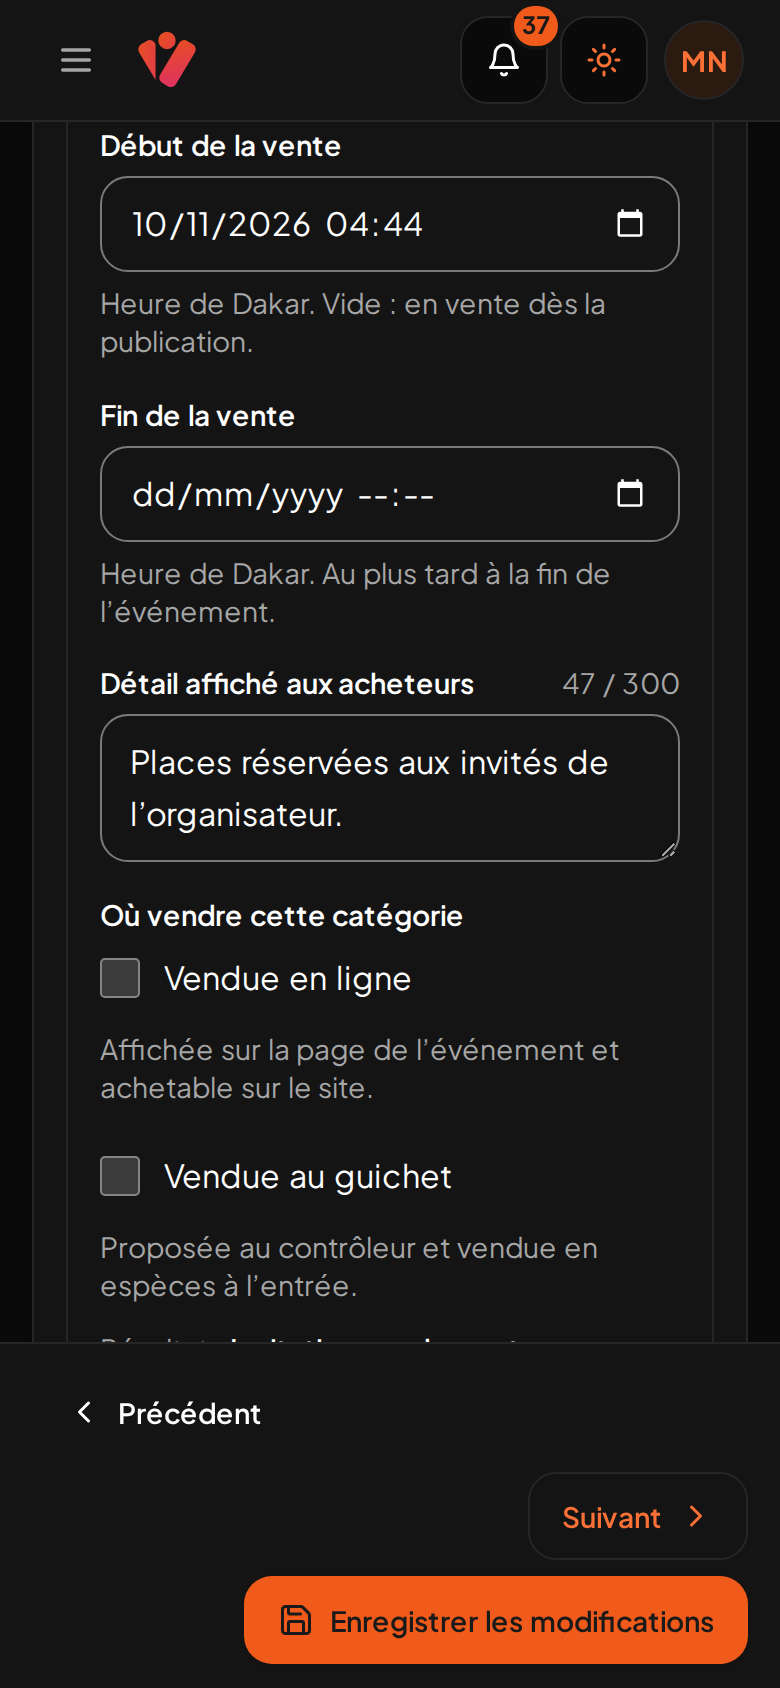 37
MN
Début de la vente
10/11/2026 04:44
Heure de Dakar. Vide : en vente dès la
publication.
Fin de la vente
dd/mm/yyyy --:--
Heure de Dakar. Au plus tard à la fin de
l’événement.
Détail affiché aux acheteurs 47 / 300
Places réservées aux invités de
l’organisateur.
Où vendre cette catégorie
Vendue en ligne
Affichée sur la page de l’événement et
achetable sur le site.
Vendue au guichet
Proposée au contrôleur et vendue en
espèces à l’entrée.
Précédent
Suivant
Enregistrer les modifications